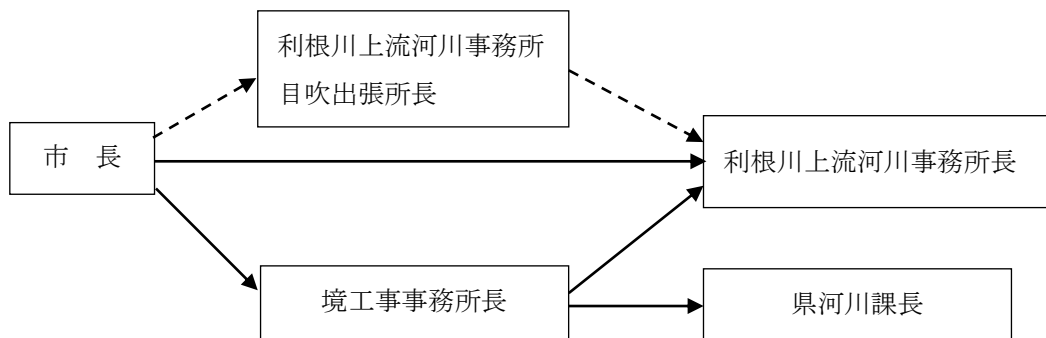 利根川上流河川事務所
目吹出張所長
市　長
利根川上流河川事務所長
境工事事務所長
県河川課長